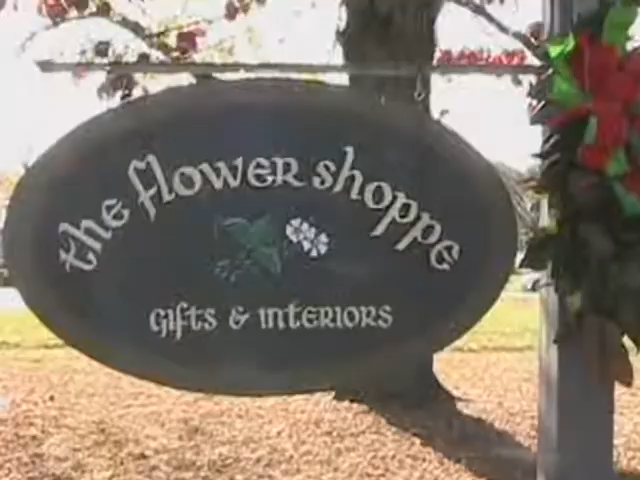 the flower shoppe
gifts & interiors